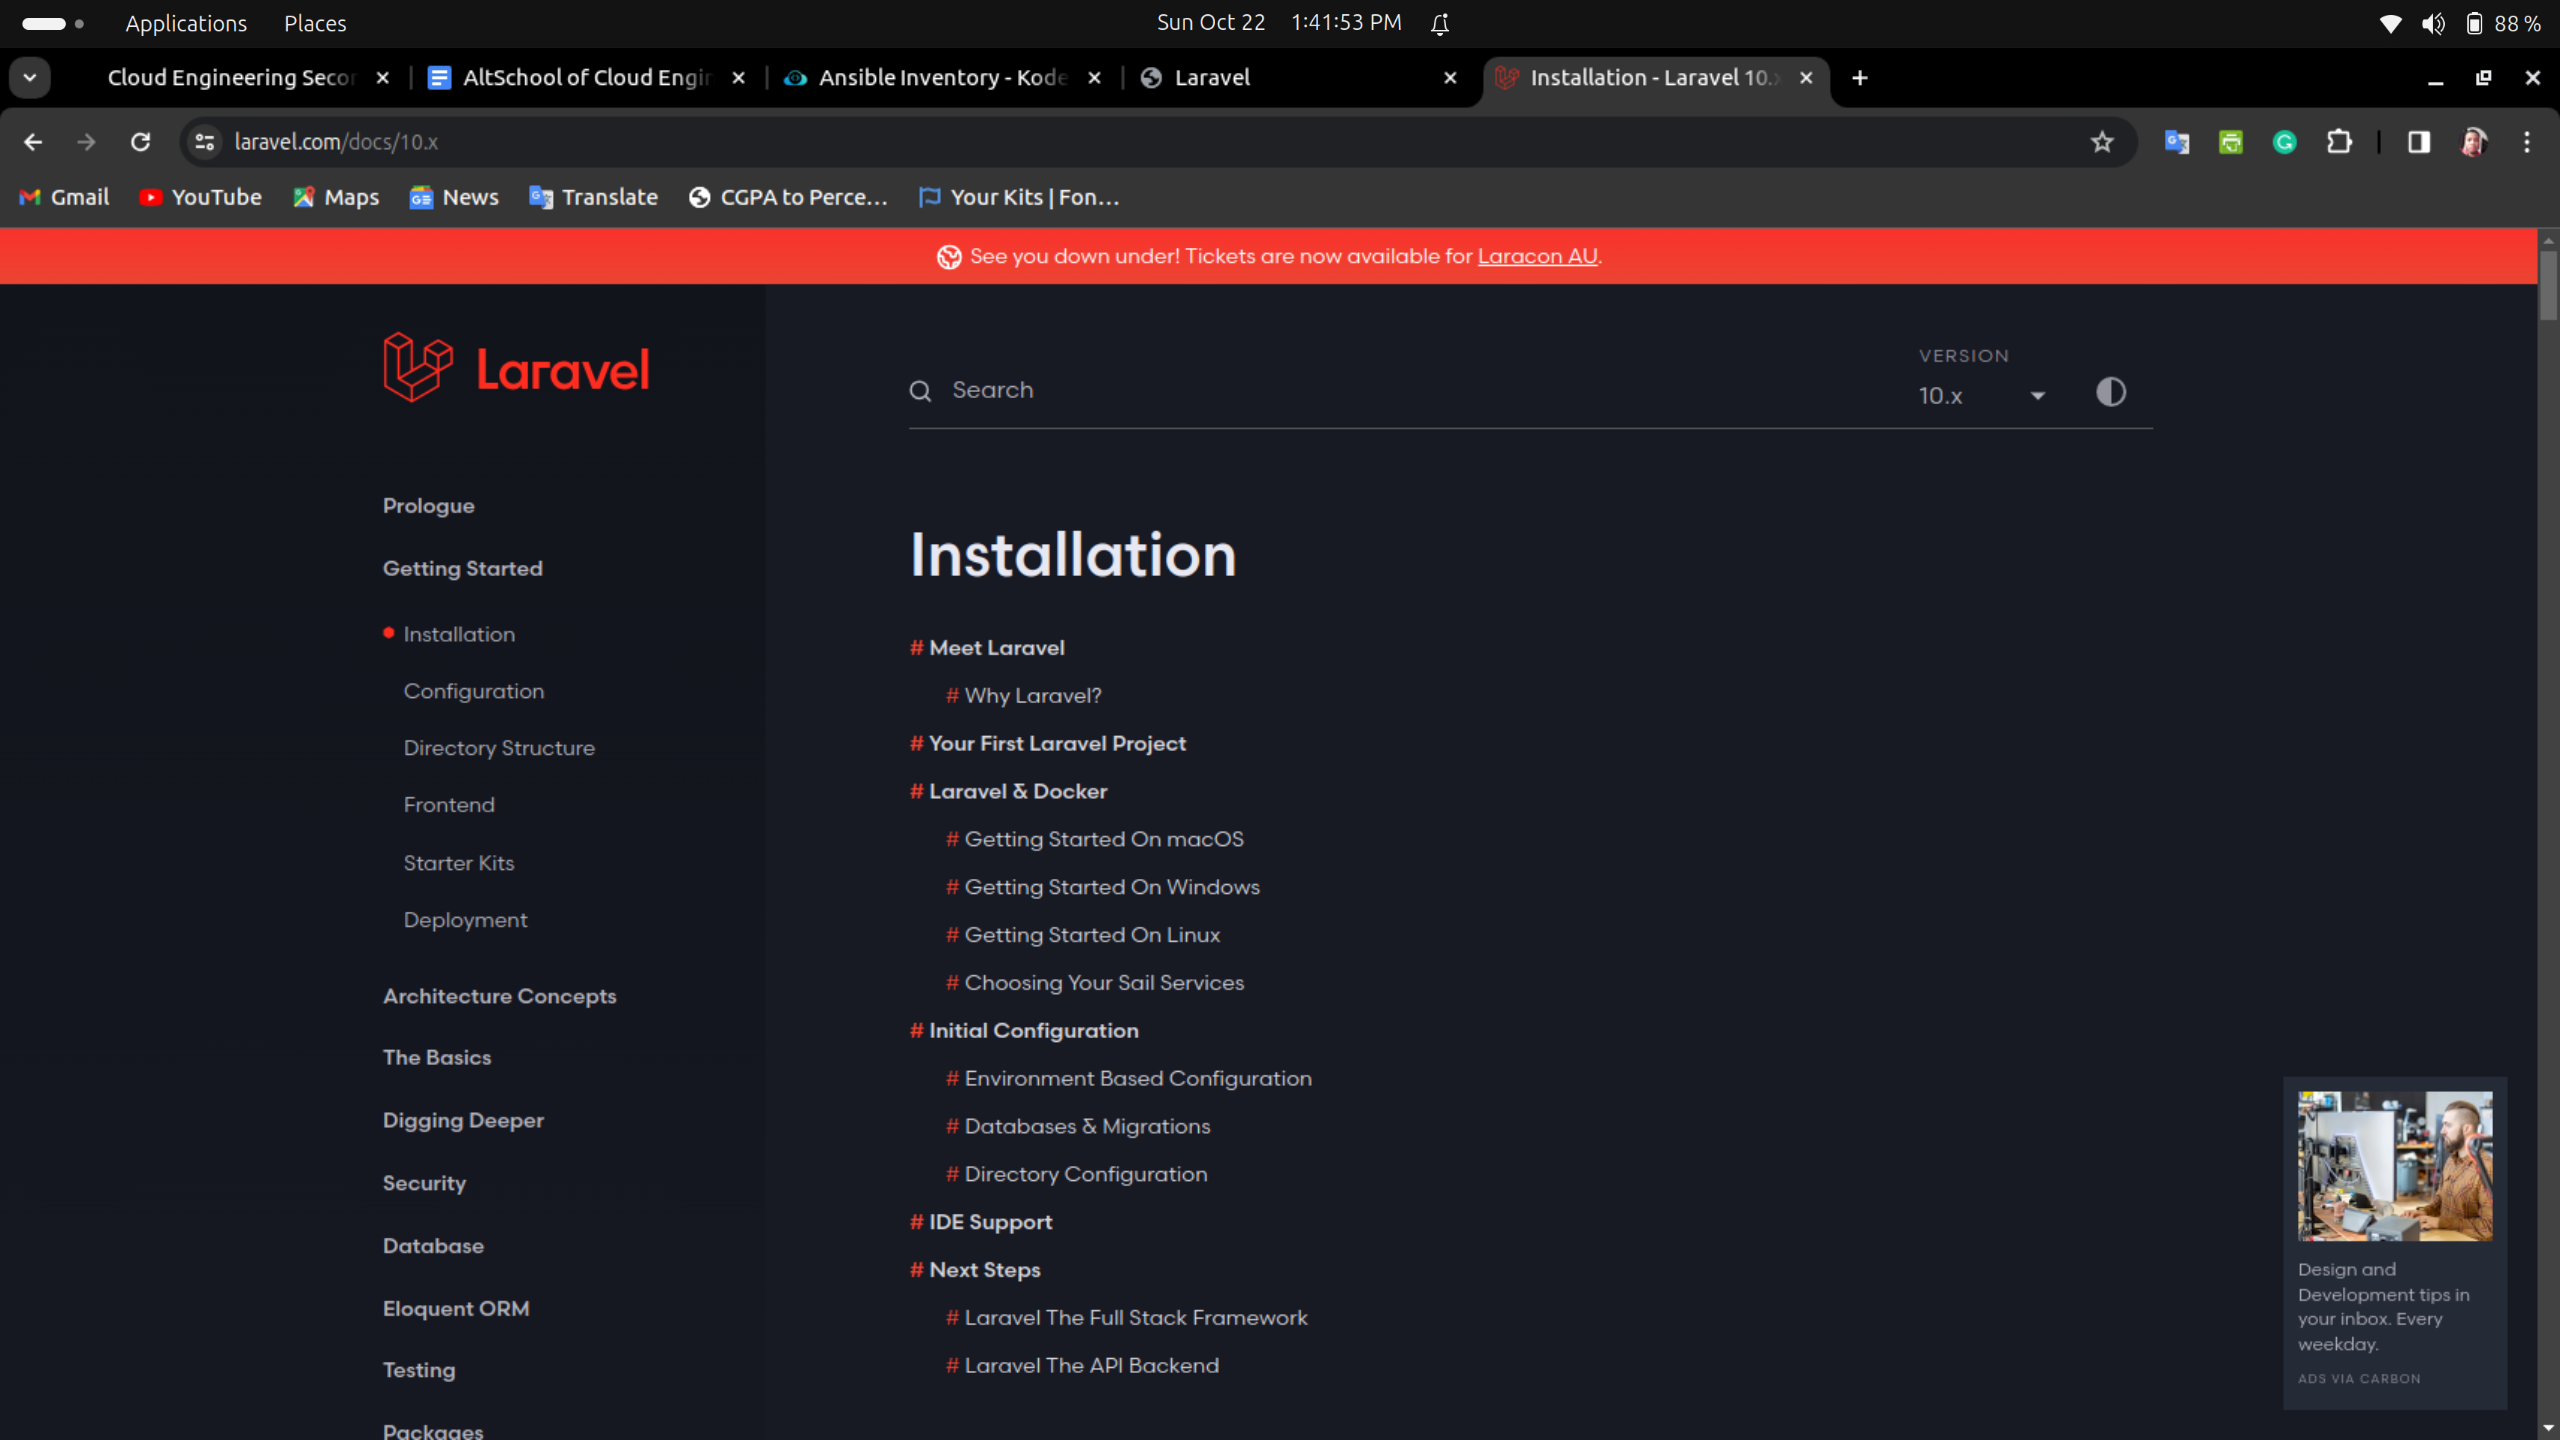 Applications Places Sun Oct 22 1:41:53 PM 88 %
Cloud Engineering Secon AltSchool of Cloud Engin Ansible Inventory - Kode Laravel Installation - Laravel 10.x
laravel.com/docs/10.x
Gmail YouTube Maps News Translate CGPA to Perce... Your Kits | Fon...
See you down under! Tickets are now available for Laracon AU.
Laravel
VERSION
Search 10.x
Prologue
Getting Started
Installation
Configuration
Directory Structure
Frontend
Starter Kits
Deployment
Architecture Concepts
The Basics
Digging Deeper
Security
Database
Eloquent ORM
Testing
Packages
Installation
# Meet Laravel
# Why Laravel?
# Your First Laravel Project
# Laravel & Docker
# Getting Started On macOS
# Getting Started On Windows
# Getting Started On Linux
# Choosing Your Sail Services
# Initial Configuration
# Environment Based Configuration
# Databases & Migrations
# Directory Configuration
# IDE Support
# Next Steps
# Laravel The Full Stack Framework
# Laravel The API Backend
Design and
Development tips in
your inbox. Every
weekday.
ADS VIA CARBON